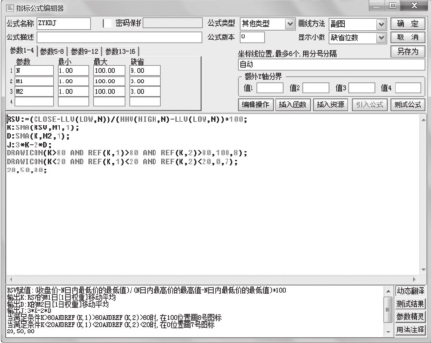 指标公式编辑器
公式名称 ZYKDJ 密码保护 公式类型 其他类型 画线方法 副图 确 定
公式描述 公式版本 0 显示小数 缺省位数 取 消
参数1-4 参数5-8 参数9-12 参数13-16 坐标线位置,最多6个,用分号分隔 另存为
参数 最小 最大 缺省 自动
1 N 1.00 100.00 9.00 额外Y轴分界
2 M1 1.00 100.00 3.00 值1 值2 值3 值4
3 M2 1.00 100.00 3.00
4 编辑操作 插入函数 插入资源 引入公式 测试公式
RSV:=(CLOSE-LLV(LOW,N))/(HHV(HIGH,N)-LLV(LOW,N))*100;
K:SMA(RSV,M1,1);
D:SMA(K,M2,1);
J:3*K-2*D;
DRAWICON(K>80 AND REF(K,1)>80 AND REF(K,2)>80,100,8);
DRAWICON(K<20 AND REF(K,1)<20 AND REF(K,2)<20,0,7);
20,50,80;
RSV赋值:(收盘价-N日内最低价的最低值)/(N日内最高价的最高值-N日内最低价的最低值)*100
输出K:RSV的M1日[1日权重]移动平均
输出D:K的M2日[1日权重]移动平均
输出J:3*K-2*D
当满足条件K>80ANDREF(K,1)>80ANDREF(K,2)>80时,在100位置画8号图标
当满足条件K<20ANDREF(K,1)<20ANDREF(K,2)<20时,在0位置画7号图标
20,50,80
动态翻译
测试结果
参数精灵
用法注释